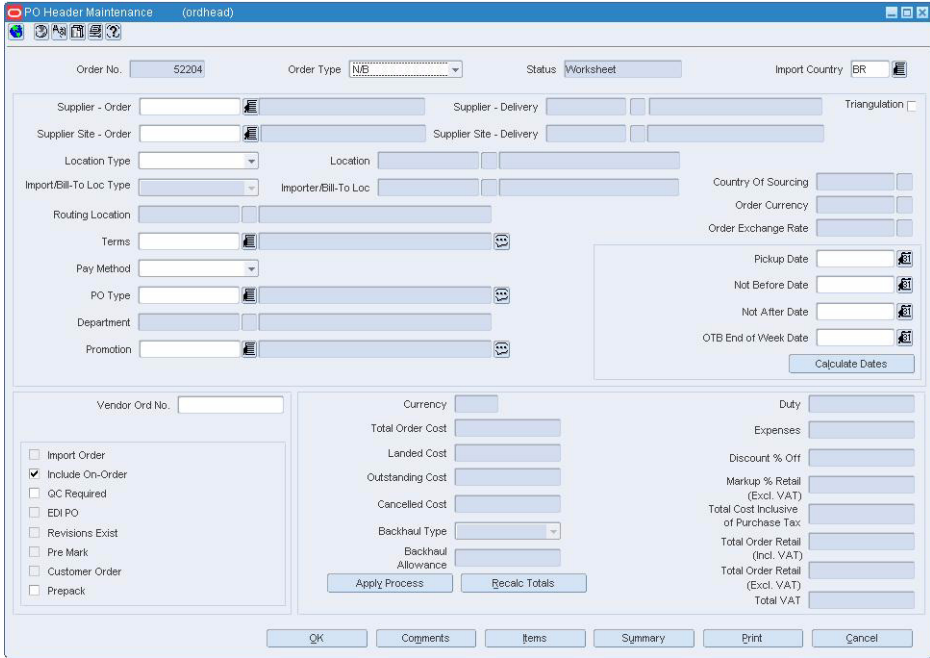 PO Header Maintenance (ordhead)
Order No. 52204 Order Type N/B Status Worksheet Import Country BR
Supplier - Order Supplier - Delivery Triangulation
Supplier Site - Order Supplier Site - Delivery
Location Type Location
Import/Bill-To Loc Type Importer/Bill-To Loc Country Of Sourcing
Routing Location Order Currency
Order Exchange Rate
Terms
Pickup Date
Pay Method
Not Before Date
PO Type
Not After Date
Department
OTB End of Week Date
Promotion
Calculate Dates
Vendor Ord No. Currency Duty
Total Order Cost Expenses
Import Order Landed Cost Discount % Off
Include On-Order Outstanding Cost Markup % Retail
(Excl. VAT)
QC Required Cancelled Cost Total Cost Inclusive
of Purchase Tax
EDI PO
Revisions Exist Backhaul Type Total Order Retail
(Incl. VAT)
Pre Mark Backhaul
Allowance
Customer Order Total Order Retail
(Excl. VAT)
Prepack Apply Process Recalc Totals Total VAT
OK Comments Items Summary Print Cancel